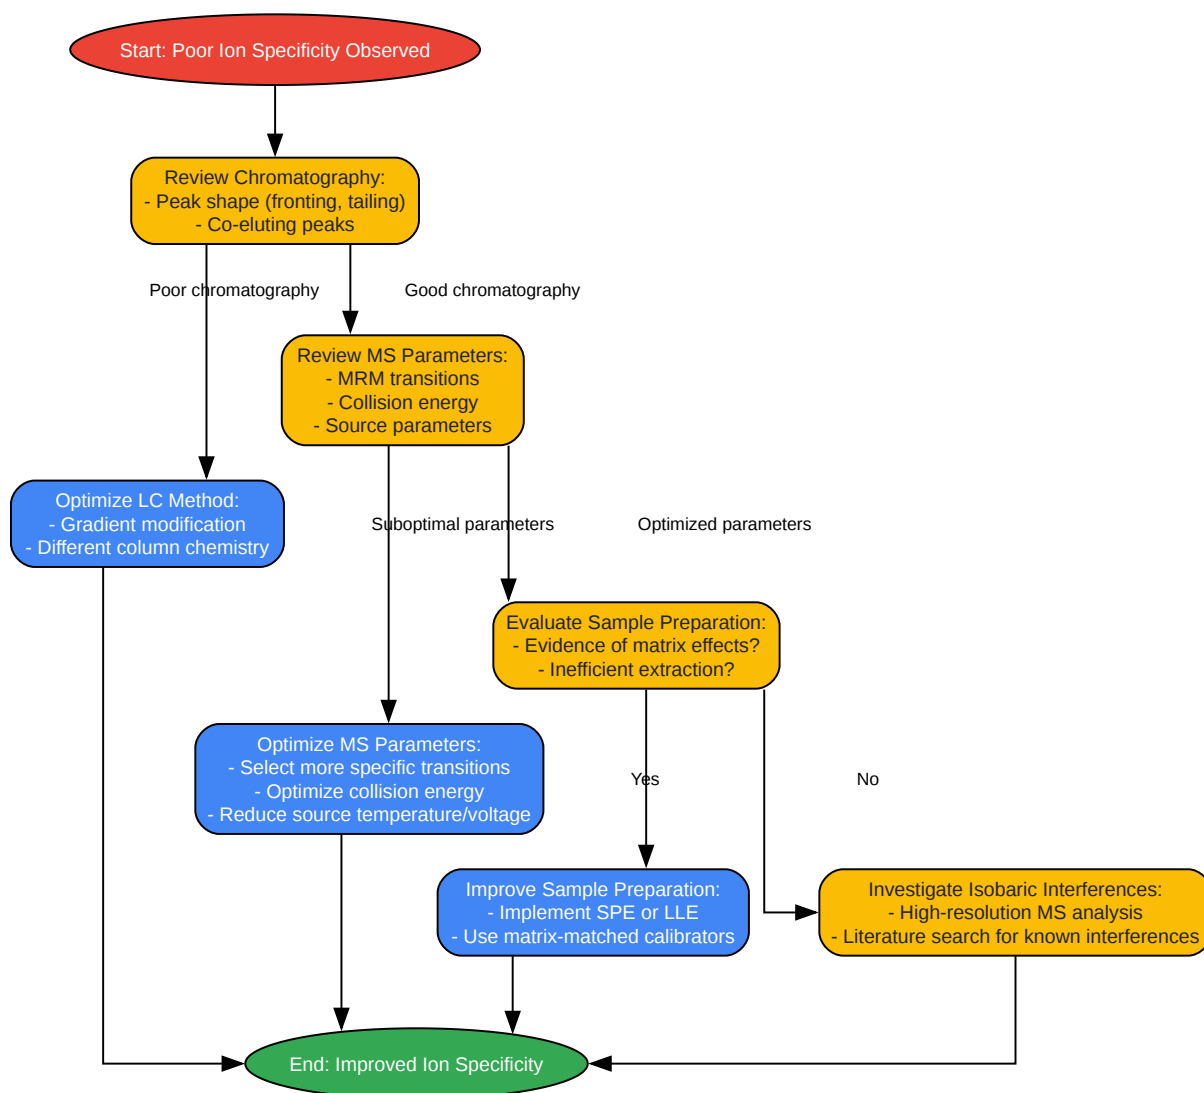 Start: Poor Ion Specificity Observed
Review Chromatography:
- Peak shape (fronting, tailing)
- Co-eluting peaks
Poor chromatography
Good chromatography
Review MS Parameters:
- MRM transitions
- Collision energy
- Source parameters
Optimize LC Method:
- Gradient modification
- Different column chemistry
Suboptimal parameters
Optimized parameters
Evaluate Sample Preparation:
- Evidence of matrix effects?
- Inefficient extraction?
Optimize MS Parameters:
- Select more specific transitions
- Optimize collision energy
- Reduce source temperature/voltage
Yes
No
Improve Sample Preparation:
- Implement SPE or LLE
- Use matrix-matched calibrators
Investigate Isobaric Interferences:
- High-resolution MS analysis
- Literature search for known interferences
End: Improved Ion Specificity